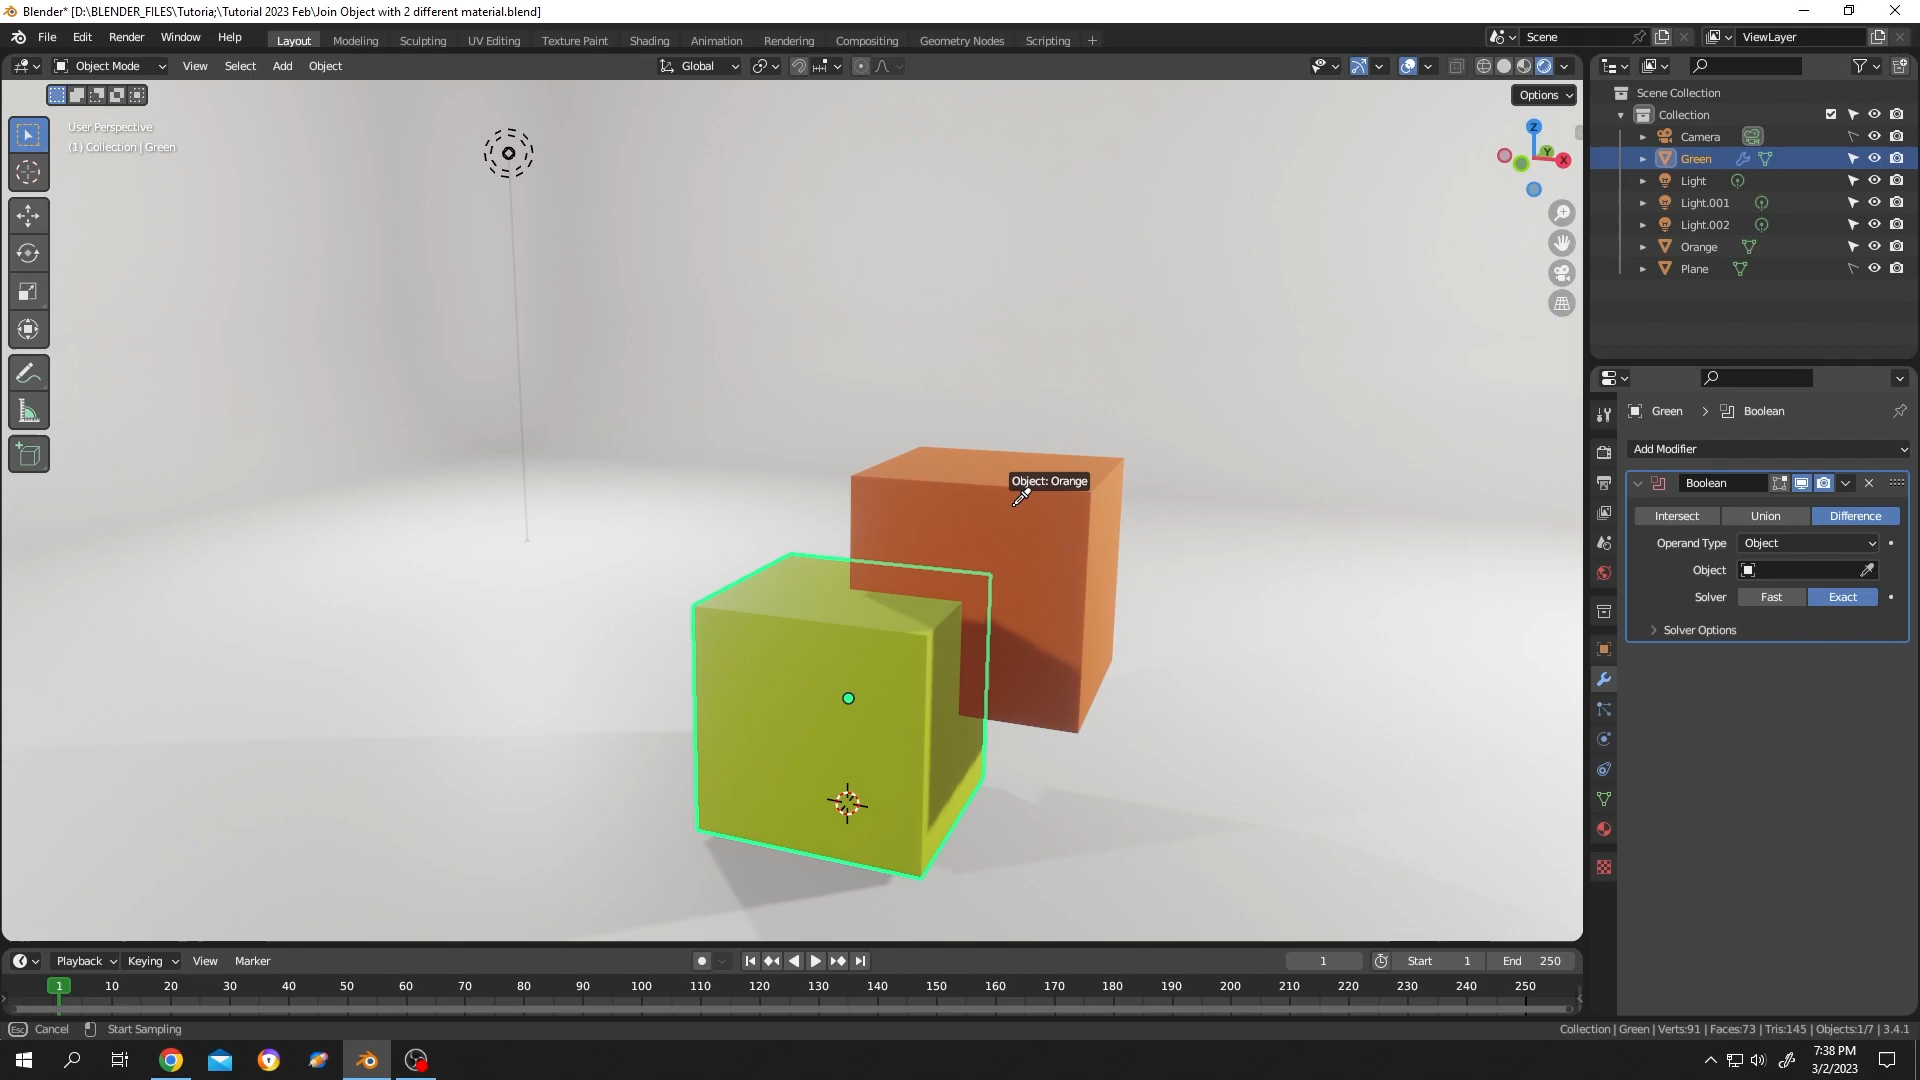 Blender* [D:\BLENDER_FILES\Tutoria;\Tutorial 2023 Feb\Join Object with 2 different material.blend]
File Edit Render Window Help Layout Modeling Sculpting UV Editing Texture Paint Shading Animation Rendering Compositing Geometry Nodes Scripting + Scene ViewLayer
Object Mode View Select Add Object Global
Options
User Perspective
(1) Collection | Green
Z
Y
X
Object: Orange
Scene Collection
Collection
Camera
Green
Light
Light.001
Light.002
Orange
Plane
Green > Boolean
Add Modifier
Boolean
Intersect Union Difference
Operand Type Object
Object
Solver Fast Exact
Solver Options
Playback Keying View Marker 1 Start 1 End 250
1 10 20 30 40 50 60 70 80 90 100 110 120 130 140 150 160 170 180 190 200 210 220 230 240 250
Esc Cancel Start Sampling Collection | Green | Verts:91 | Faces:73 | Tris:145 | Objects:1/7 | 3.4.1
7:38 PM
3/2/2023